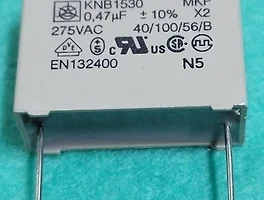 KNB1530 MKP
0,47µF ± 10% X2
275VAC 40/100/56/B
EN132400 N5